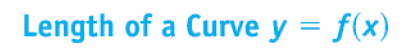 Length of a Curve y = f(x)